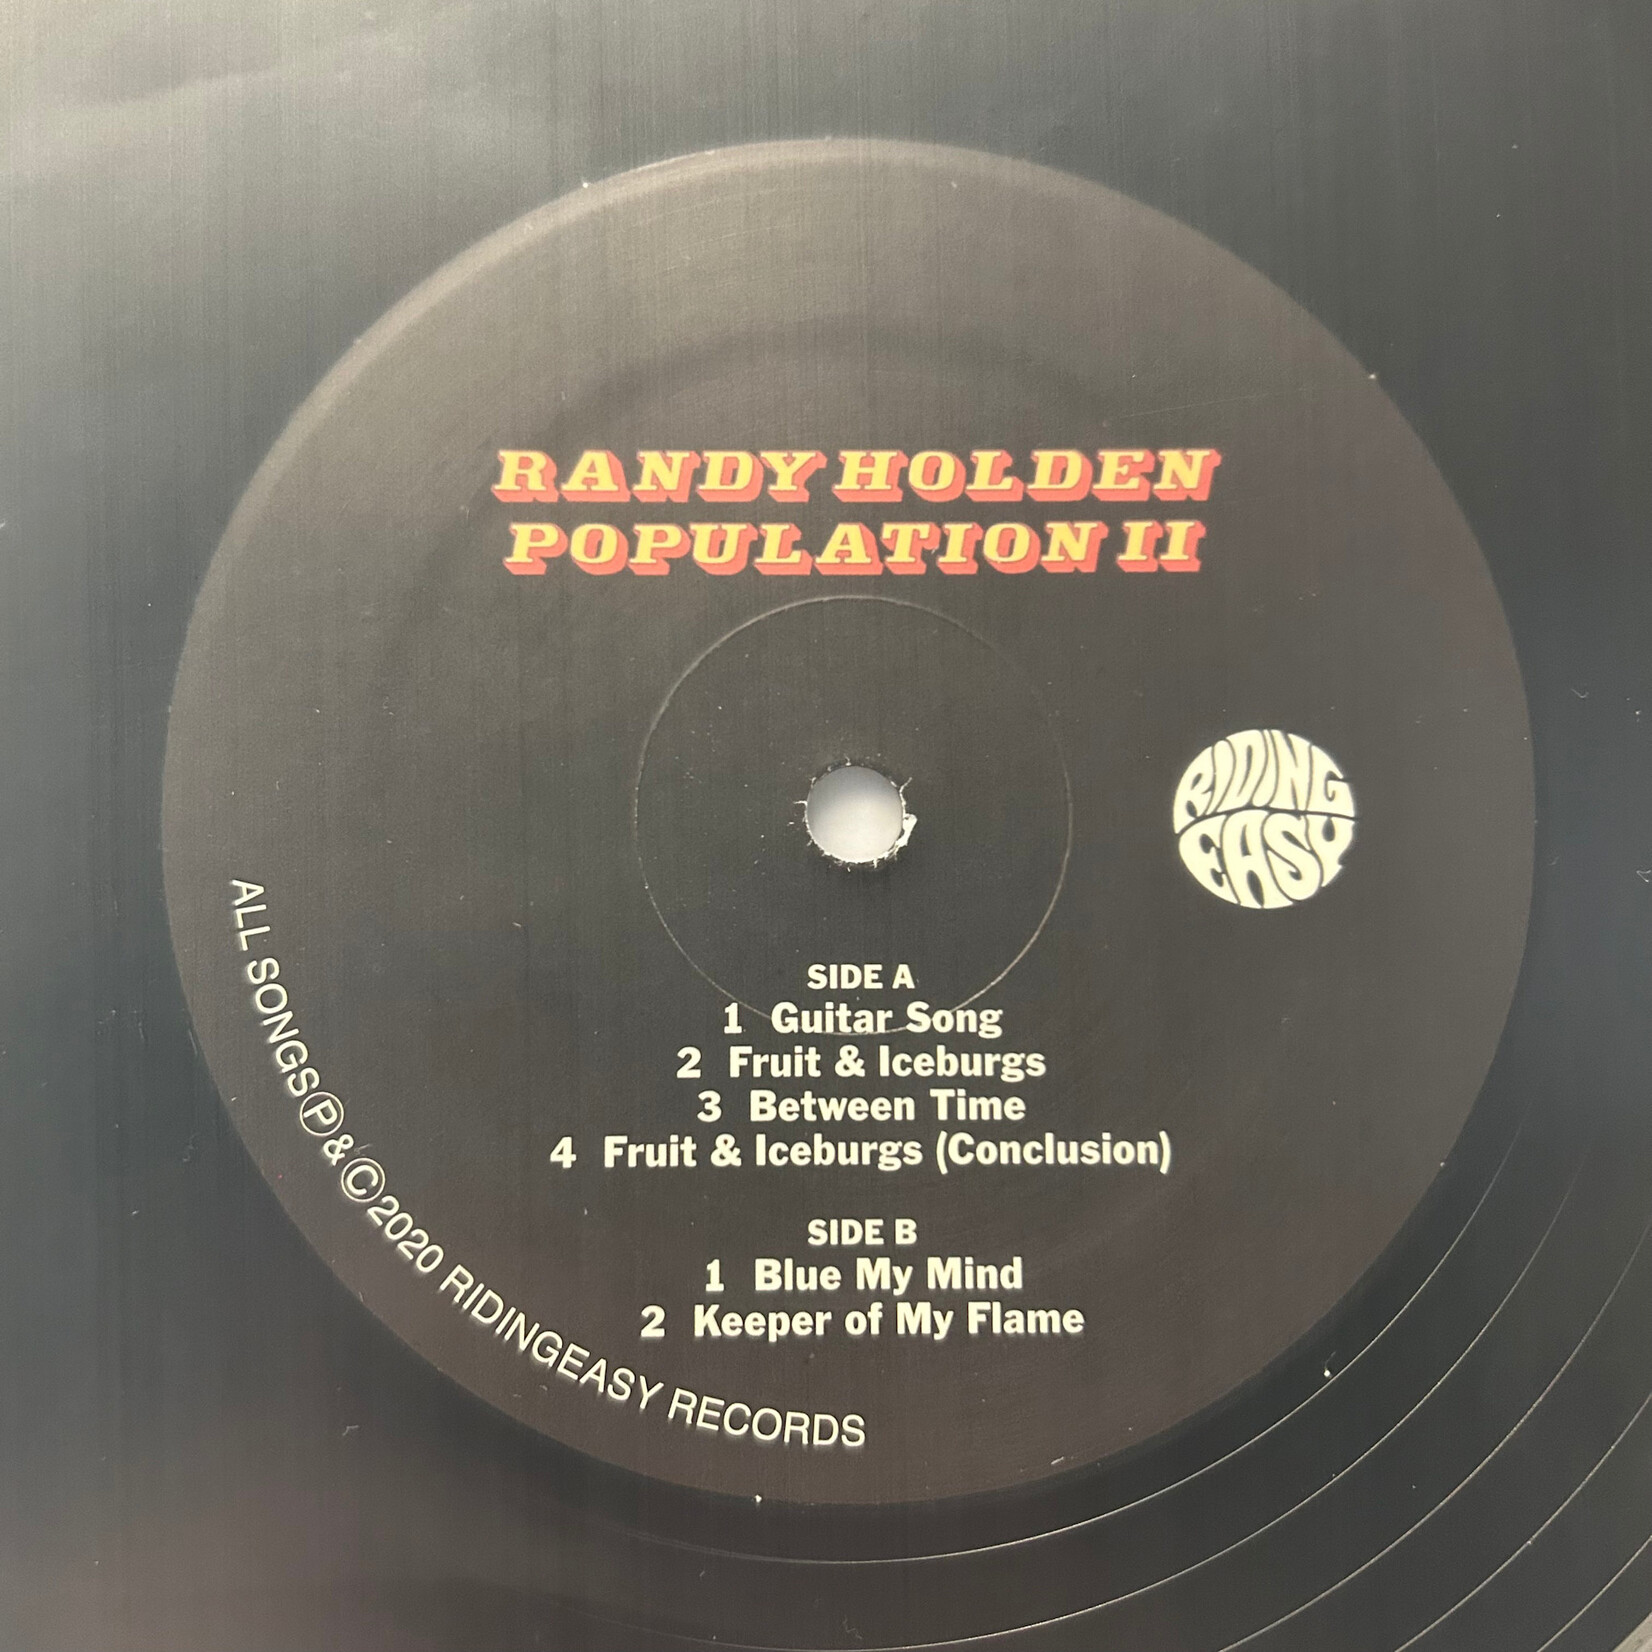 RANDY HOLDEN
POPULATION II
RIDING
EASY
SIDE A
1 Guitar Song
2 Fruit & Iceburgs
3 Between Time
4 Fruit & Iceburgs (Conclusion)
SIDE B
1 Blue My Mind
2 Keeper of My Flame
ALL SONGS Ⓟ & Ⓒ 2020 RIDINGEASY RECORDS